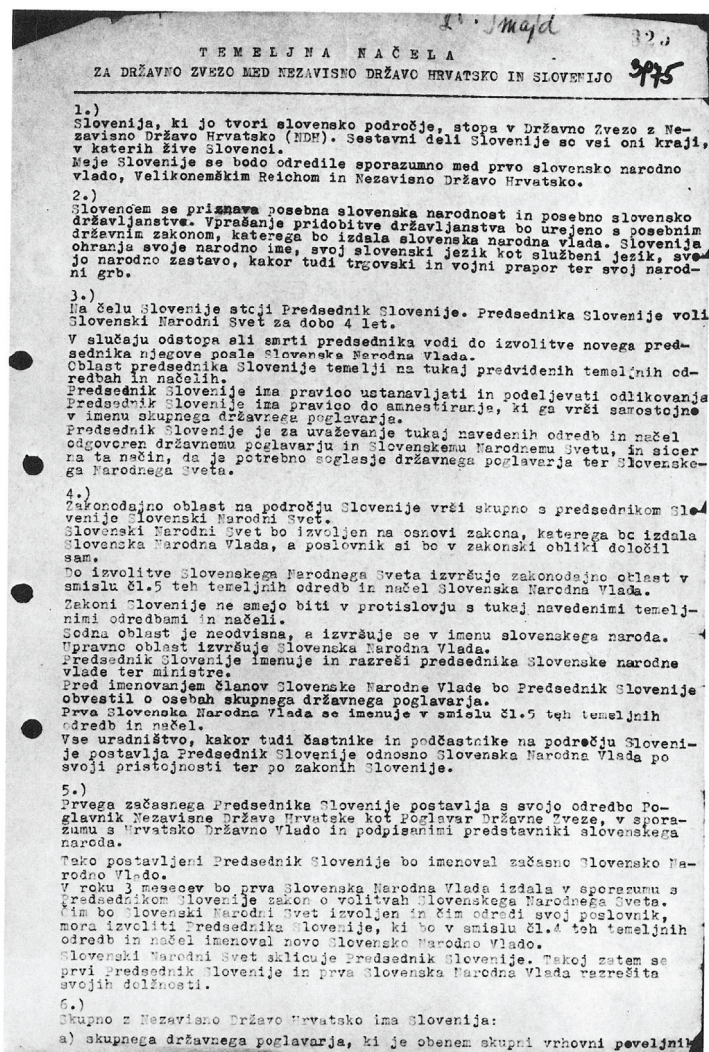 Šmajd
325
TEMELJNA NAČELA
ZA DRŽAVNO ZVEZO MED NEZAVISNO DRŽAVO HRVATSKO IN SLOVENIJO
3975
1.)
Slovenija, ki jo tvori slovensko področje, stopa v Državno Zvezo z Ne-
zavisno Državo Hrvatsko (NDH). Sestavni deli Slovenije so vsi oni kraji,
v katerih žive Slovenci.
Meje Slovenije se bodo odredile sporazumno med prvo slovensko narodno
vlado, Velikonemškim Reichom in Nezavisno Državo Hrvatsko.
2.)
Slovencem se priznava posebna slovenska narodnost in posebno slovensko
državljanstvo. Vprašanje pridobitve državljanstva bo urejeno s posebnim
državnim zakonom, katerega bo izdala slovenska narodna vlada. Slovenija
ohranja svoje narodno ime, svoj slovenski jezik kot službeni jezik, svo-
jo narodno zastavo, kakor tudi trgovski in vojni prapor ter svoj narod-
ni grb.
3.)
Na čelu Slovenije stoji Predsednik Slovenije. Predsednika Slovenije voli
Slovenski Narodni Svet za dobo 4 let.
V slučaju odstopa ali smrti predsednika vodi do izvolitve novega pred-
sednika njegove posle Slovenska Narodna Vlada.
Oblast predsednika Slovenije temelji na tukaj predvidenih temeljnih od-
redbah in načelih.
Predsednik Slovenije ima pravico ustanavljati in podeljevati odlikovanja
Predsednik Slovenije ima pravico do amnestiranja, ki ga vrši samostojno
v imenu skupnega državnega poglavarja.
Predsednik Slovenije je za uvaževanje tukaj navedenih odredb in načel
odgovoren državnemu poglavarju in Slovenskemu Narodnemu Svetu, in sicer
na ta način, da je potrebno soglasje državnega poglavarja ter Slovenske-
ga Narodnega Sveta.
4.)
Zakonodajno oblast na področju Slovenije vrši skupno s predsednikom Slo-
venije Slovenski Narodni Svet.
Slovenski Narodni Svet bo izvoljen na osnovi zakona, katerega bo izdala
Slovenska Narodna Vlada, a poslovnik si bo v zakonski obliki določil
sam.
Do izvolitve Slovenskega Narodnega Sveta izvršuje zakonodajno oblast v
smislu čl.5 teh temeljnih odredb in načel Slovenska Narodna Vlada.
Zakoni Slovenije ne smejo biti v protislovju s tukaj navedenimi temelj-
nimi odredbami in načeli.
Sodna oblast je neodvisna, a izvršuje se v imenu slovenskega naroda.
Upravno oblast izvršuje Slovenska Narodna Vlada.
Predsednik Slovenije imenuje in razreši predsednika Slovenske narodne
vlade ter ministre.
Pred imenovanjem članov Slovenske Narodne Vlade bo Predsednik Slovenije
obvestil o osebah skupnega državnega poglavarja.
Prva Slovenska Narodna Vlada se imenuje v smislu čl.5 teh temeljnih
odredb in načel.
Vse uradništvo, kakor tudi častnike in podčastnike na področju Sloveni-
je postavlja Predsednik Slovenije odnosno Slovenska Narodna Vlada po
svoji pristojnosti ter po zakonih Slovenije.
5.)
Prvega začasnega Predsednika Slovenije postavlja s svojo odredbo Po-
glavnik Nezavisne Države Hrvatske kot Poglavar Državne Zveze, v spora-
zumu s Hrvatsko Državno Vlado in podpisanimi predstavniki slovenskega
naroda.
Tako postavljeni Predsednik Slovenije bo imenoval začasno Slovensko Na-
rodno Vlado.
V roku 3 mesecev bo prva Slovenska Narodna Vlada izdala v sporazumu s
Predsednikom Slovenije zakon o volitvah Slovenskega Narodnega Sveta.
Čim bo Slovenski Narodni Svet izvoljen in čim odredi svoj poslovnik,
mora izvoliti Predsednika Slovenije, ki bo v smislu čl.4 teh temeljnih
odredb in načel imenoval novo Slovensko Narodno Vlado.
Slovenski Narodni Svet sklicuje Predsednik Slovenije. Takoj zatem se
prvi Predsednik Slovenije in prva Slovenska Narodna Vlada razrešita
svojih dolžnosti.
6.)
Skupno z Nezavisno Državo Hrvatsko ima Slovenija:
a) skupnega državnega poglavarja, ki je obenem skupni vrhovni poveljnik